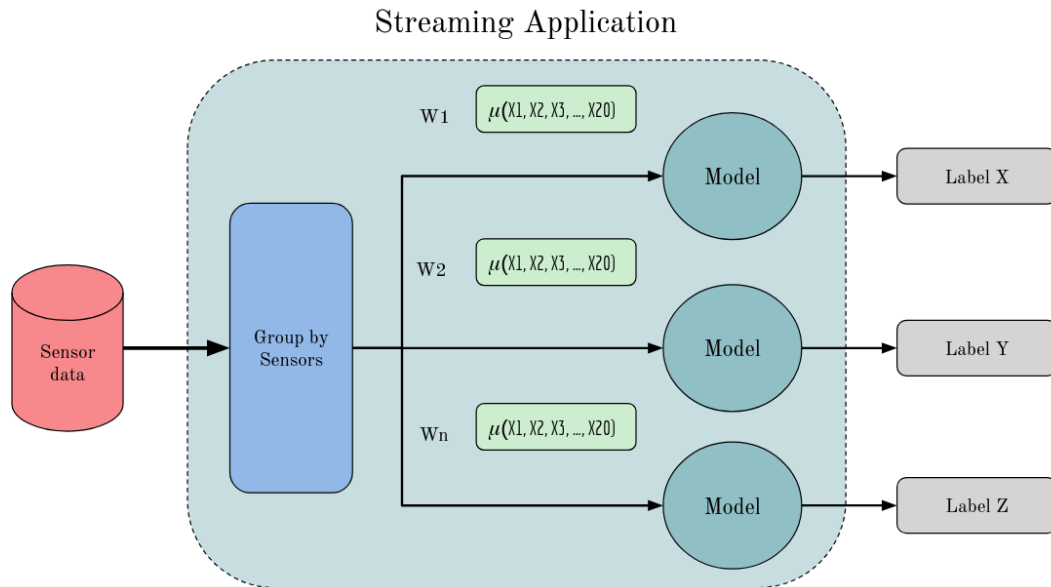 Streaming Application
W1
μ(X1, X2, X3, ..., X20)
Model
Label X
W2
μ(X1, X2, X3, ..., X20)
Sensor
data
Group by
Sensors
Model
Label Y
Wn
μ(X1, X2, X3, ..., X20)
Model
Label Z